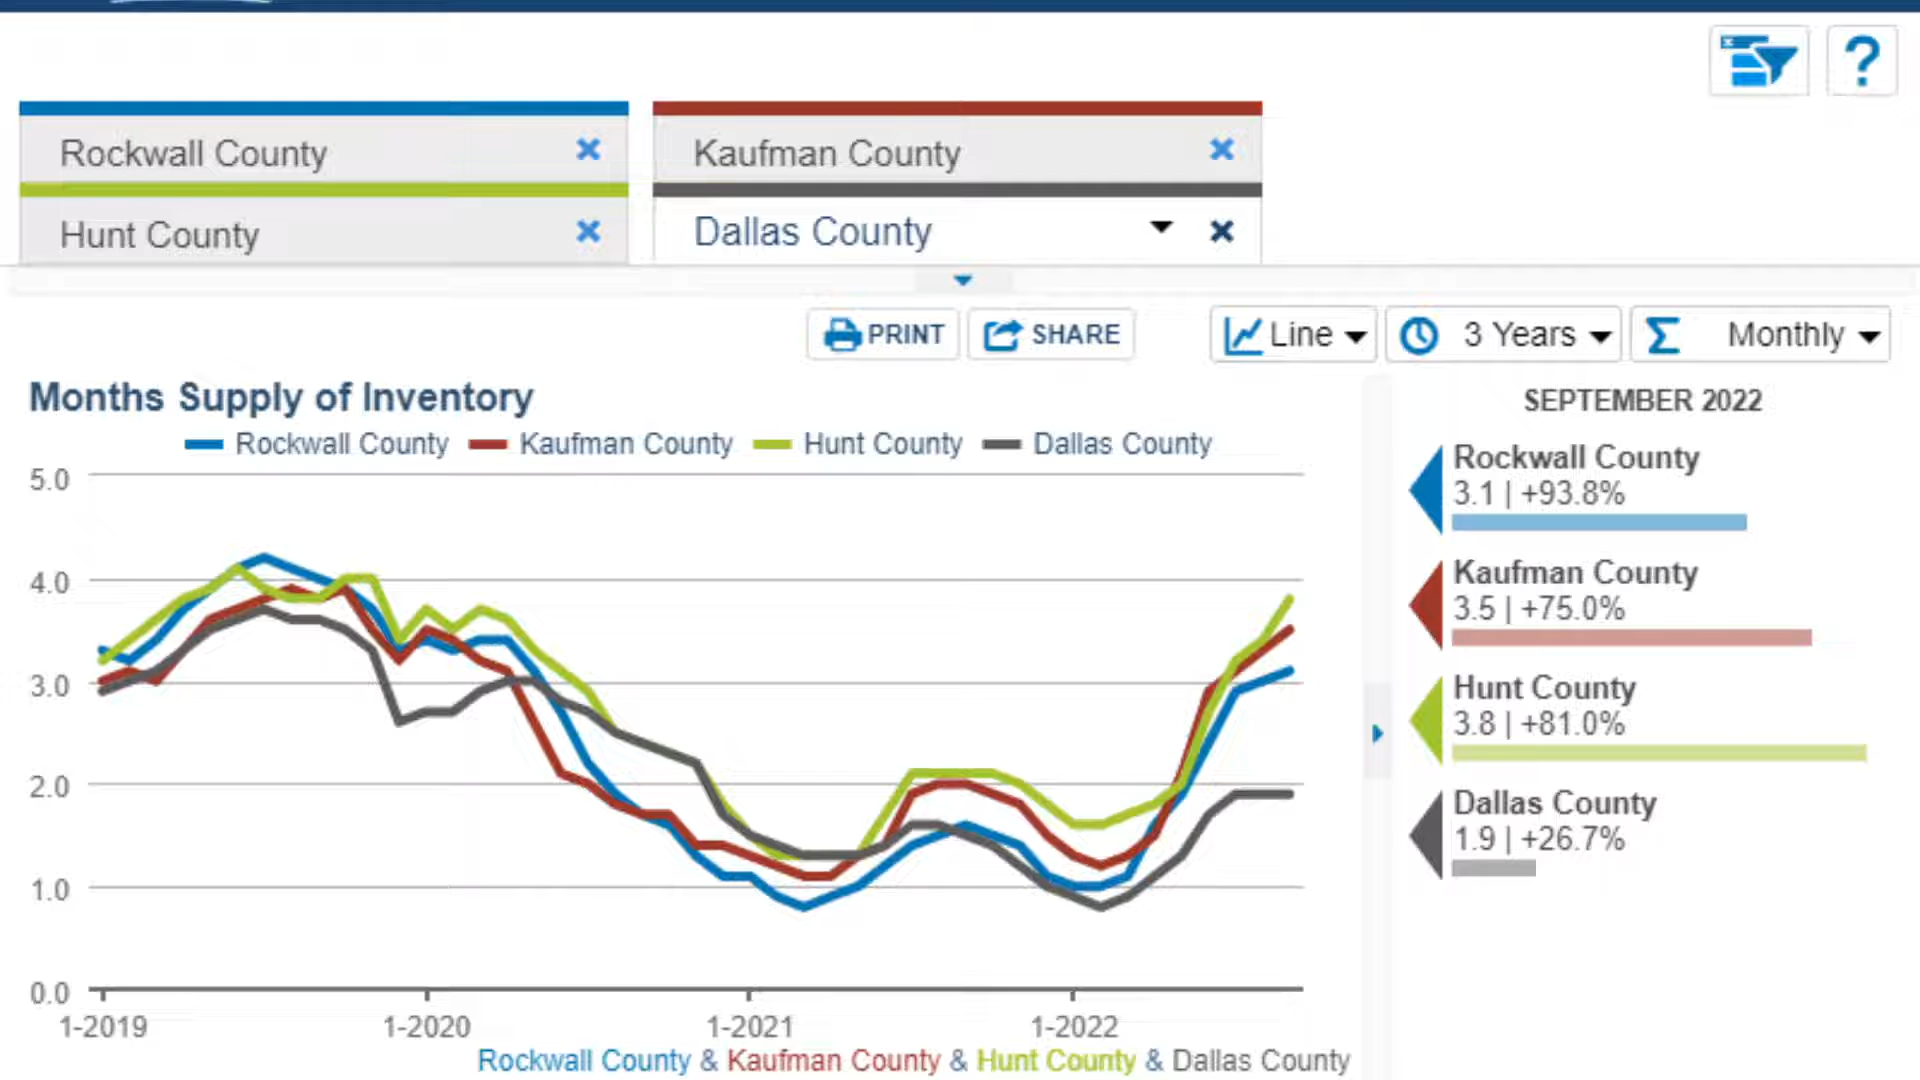 ?
Rockwall County
Kaufman County
Hunt County
Dallas County
PRINT
SHARE
Line
3 Years
Monthly
Months Supply of Inventory
Rockwall County
Kaufman County
Hunt County
Dallas County
5.0
4.0
3.0
2.0
1.0
0.0
1-2019
1-2020
1-2021
1-2022
Rockwall County & Kaufman County & Hunt County & Dallas County
SEPTEMBER 2022
Rockwall County
3.1 | +93.8%
Kaufman County
3.5 | +75.0%
Hunt County
3.8 | +81.0%
Dallas County
1.9 | +26.7%